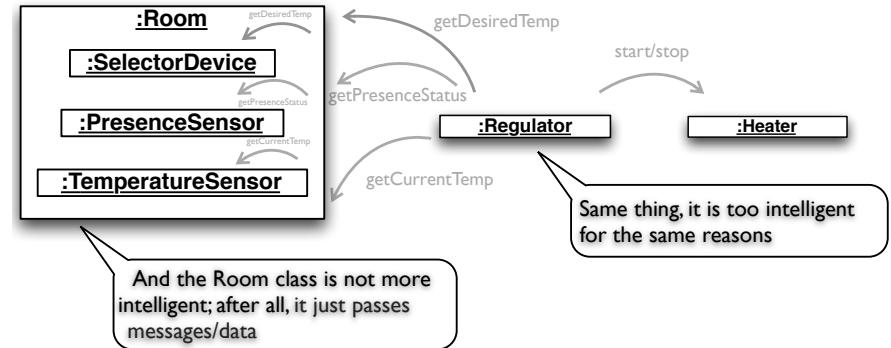 :Room
getDesiredTemp
getDesiredTemp
:SelectorDevice
start/stop
getPresenceStatus
getPresenceStatus
:PresenceSensor
:Regulator
:Heater
getCurrentTemp
:TemperatureSensor
getCurrentTemp
Same thing, it is too intelligent
for the same reasons
And the Room class is not more
intelligent; after all, it just passes
messages/data